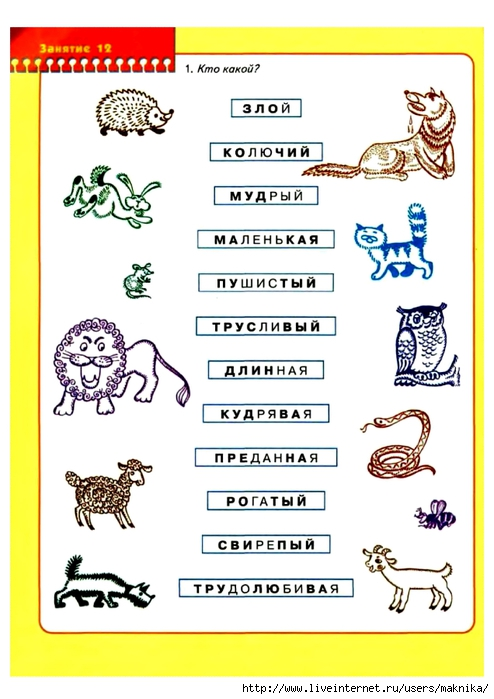 Занятие 12
1. Кто какой?
ЗЛОЙ
КОЛЮЧИЙ
МУДРЫЙ
МАЛЕНЬКАЯ
ПУШИСТЫЙ
ТРУСЛИВЫЙ
ДЛИННАЯ
КУДРЯВАЯ
ПРЕДАННАЯ
РОГАТЫЙ
СВИРЕПЫЙ
ТРУДОЛЮБИВАЯ
http://www.liveinternet.ru/users/maknika/